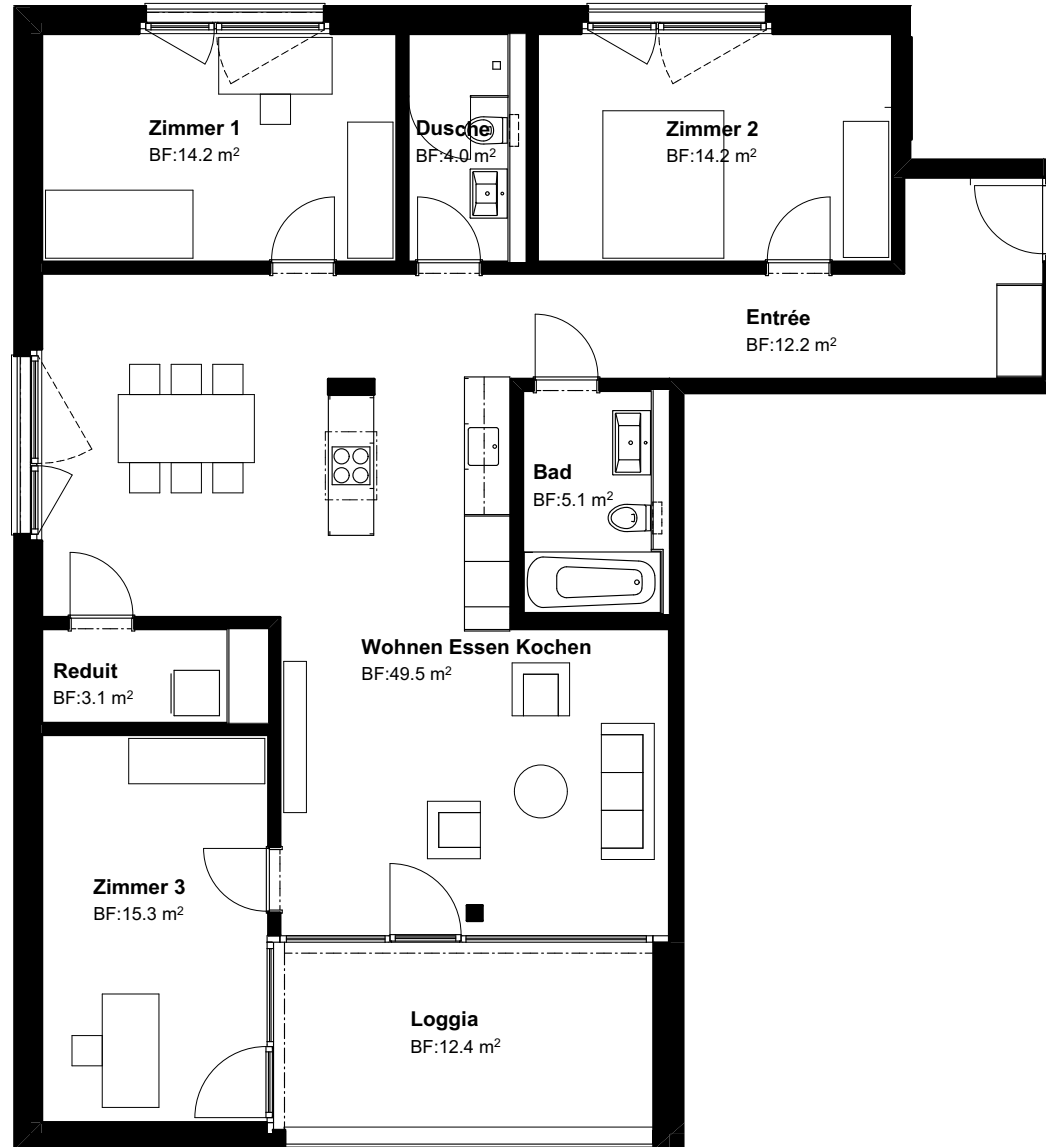 Zimmer 1
BF:14.2 m²
Dusche
BF:4.0 m²
Zimmer 2
BF:14.2 m²
Entrée
BF:12.2 m²
Bad
BF:5.1 m²
Wohnen Essen Kochen
BF:49.5 m²
Reduit
BF:3.1 m²
Zimmer 3
BF:15.3 m²
Loggia
BF:12.4 m²